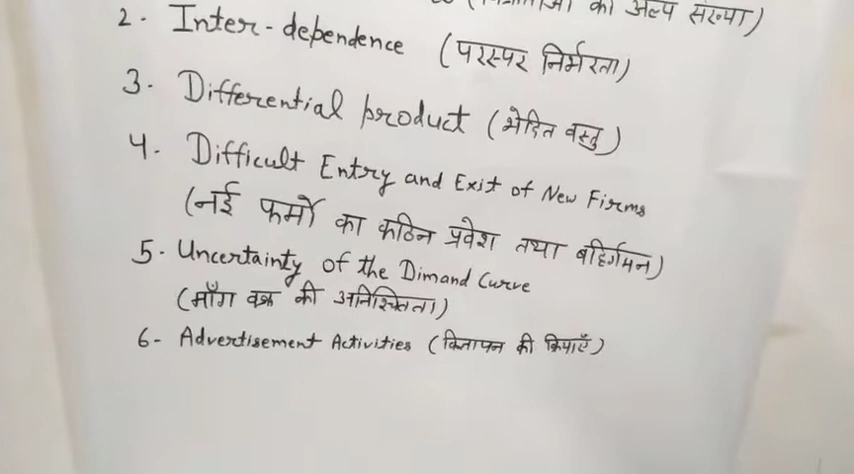 की अल्प संख्या)
2. Inter-dependence (परस्पर निर्भरता)
3. Differential product (भेदित वस्तु)
4. Difficult Entry and Exit of New Firms
(नई फर्मों का कठिन प्रवेश तथा बहिर्गमन)
5. Uncertainty of the Dimand Curve
(माँग वक्र की अनिश्चितता)
6- Advertisement Activities (विज्ञापन की क्रियाएँ)